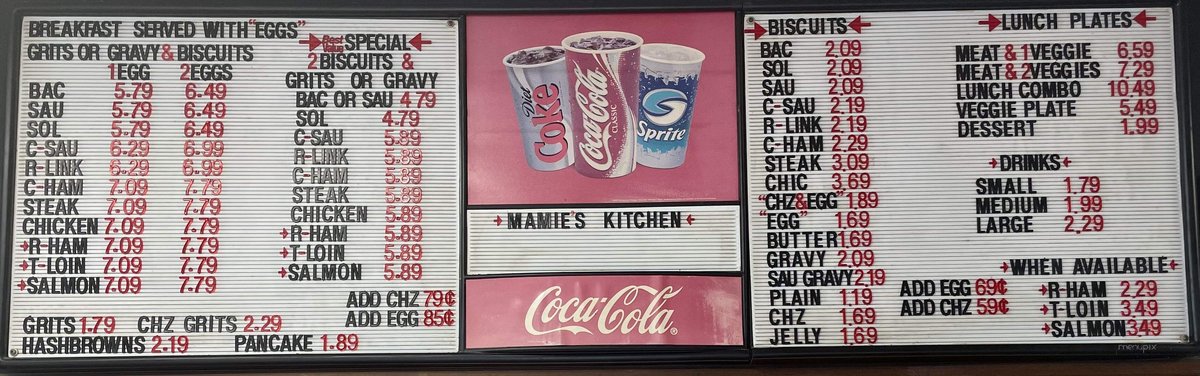 BREAKFAST SERVED WITH "EGGS"
GRITS OR GRAVY & BISCUITS
1EGG 2EGGS
BAC 5.79 6.49
SAU 5.79 6.49
SOL 5.79 6.49
C-SAU 6.29 6.99
R-LINK 6.29 6.99
C-HAM 7.09 7.79
STEAK 7.09 7.79
CHICKEN 7.09 7.79
R-HAM 7.09 7.79
T-LOIN 7.09 7.79
SALMON 7.09 7.79
GRITS 1.79 CHZ GRITS 2.29
HASHBROWNS 2.19 PANCAKE 1.89
Best Value SPECIAL
2 BISCUITS &
GRITS OR GRAVY
BAC OR SAU 4.79
SOL 4.79
C-SAU 5.89
R-LINK 5.89
C-HAM 5.89
STEAK 5.89
CHICKEN 5.89
R-HAM 5.89
T-LOIN 5.89
SALMON 5.89
ADD CHZ 79¢
ADD EGG 85¢
Diet Coke
Coca-Cola CLASSIC
Sprite
MAMIE'S KITCHEN
Coca-Cola®
BISCUITS
BAC 2.09
SOL 2.09
SAU 2.09
C-SAU 2.19
R-LINK 2.19
C-HAM 2.29
STEAK 3.09
CHIC 3.69
"CHZ&EGG" 1.89
"EGG" 1.69
BUTTER 1.69
GRAVY 2.09
SAU GRAVY 2.19
PLAIN 1.19
CHZ 1.69
JELLY 1.69
ADD EGG 69¢
ADD CHZ 59¢
LUNCH PLATES
MEAT & 1 VEGGIE 6.59
MEAT & 2 VEGGIES 7.29
LUNCH COMBO 10.49
VEGGIE PLATE 5.49
DESSERT 1.99
DRINKS
SMALL 1.79
MEDIUM 1.99
LARGE 2.29
WHEN AVAILABLE
R-HAM 2.29
T-LOIN 3.49
SALMON 3.49
menupix